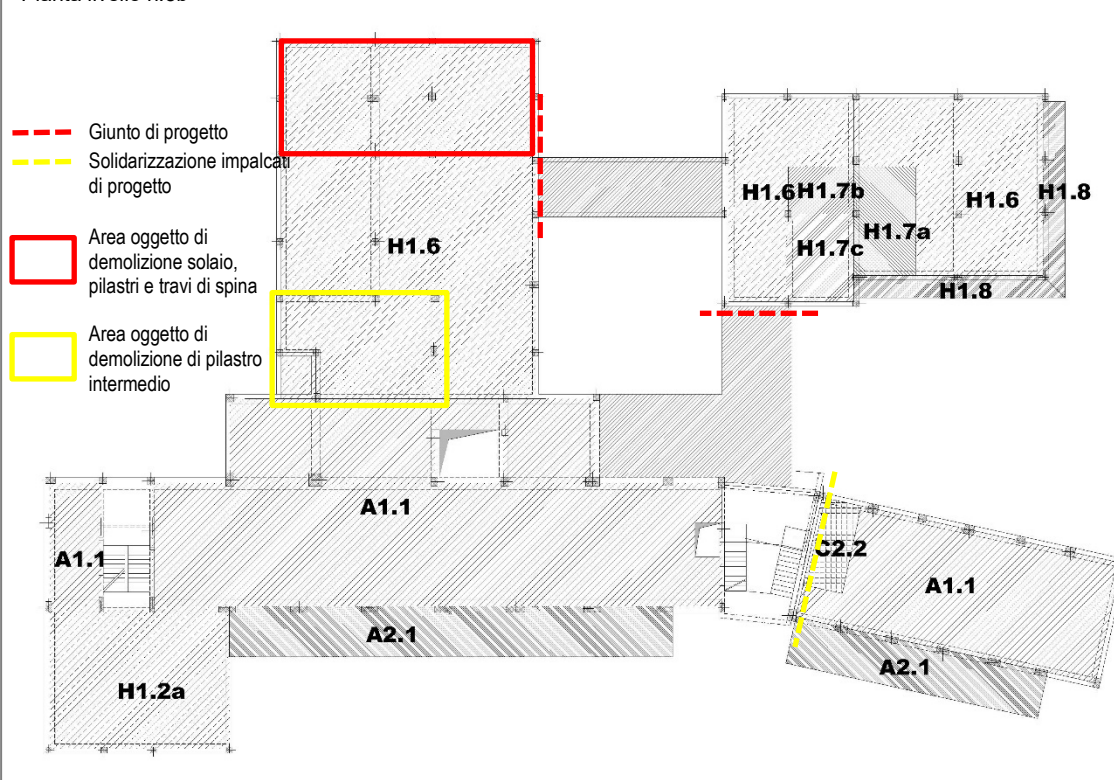 Giunto di progetto
Solidarizzazione impalcati
di progetto
Area oggetto di
demolizione solaio,
pilastri e travi di spina
Area oggetto di
demolizione di pilastro
intermedio
H1.6
H1.6
H1.7b
H1.7c
H1.7a
H1.6
H1.8
H1.8
A1.1
A1.1
C2.2
A1.1
A2.1
A2.1
H1.2a